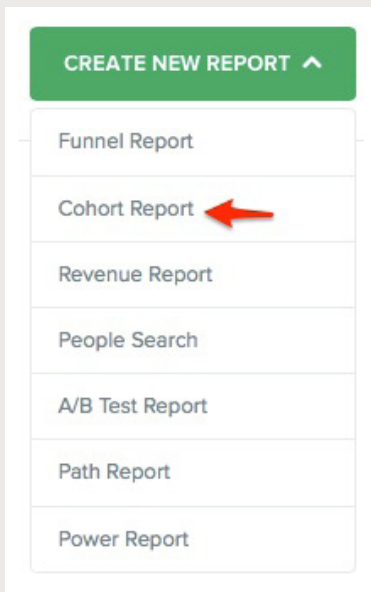 CREATE NEW REPORT
Funnel Report
Cohort Report
Revenue Report
People Search
A/B Test Report
Path Report
Power Report